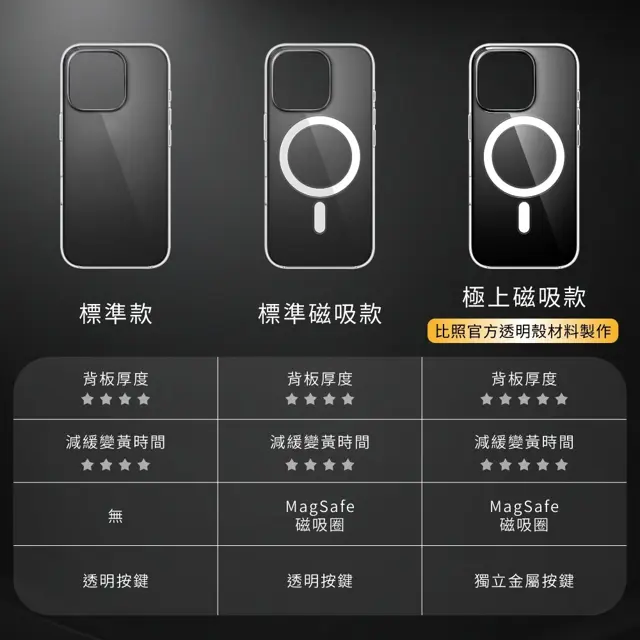 標準款
標準磁吸款
極上磁吸款
比照官方透明殼材料製作
背板厚度
★★★★
背板厚度
★★★★
背板厚度
★★★★★
減緩變黃時間
★★★★
減緩變黃時間
★★★★
減緩變黃時間
★★★★★
無
MagSafe
磁吸圈
MagSafe
磁吸圈
透明按鍵
透明按鍵
獨立金屬按鍵